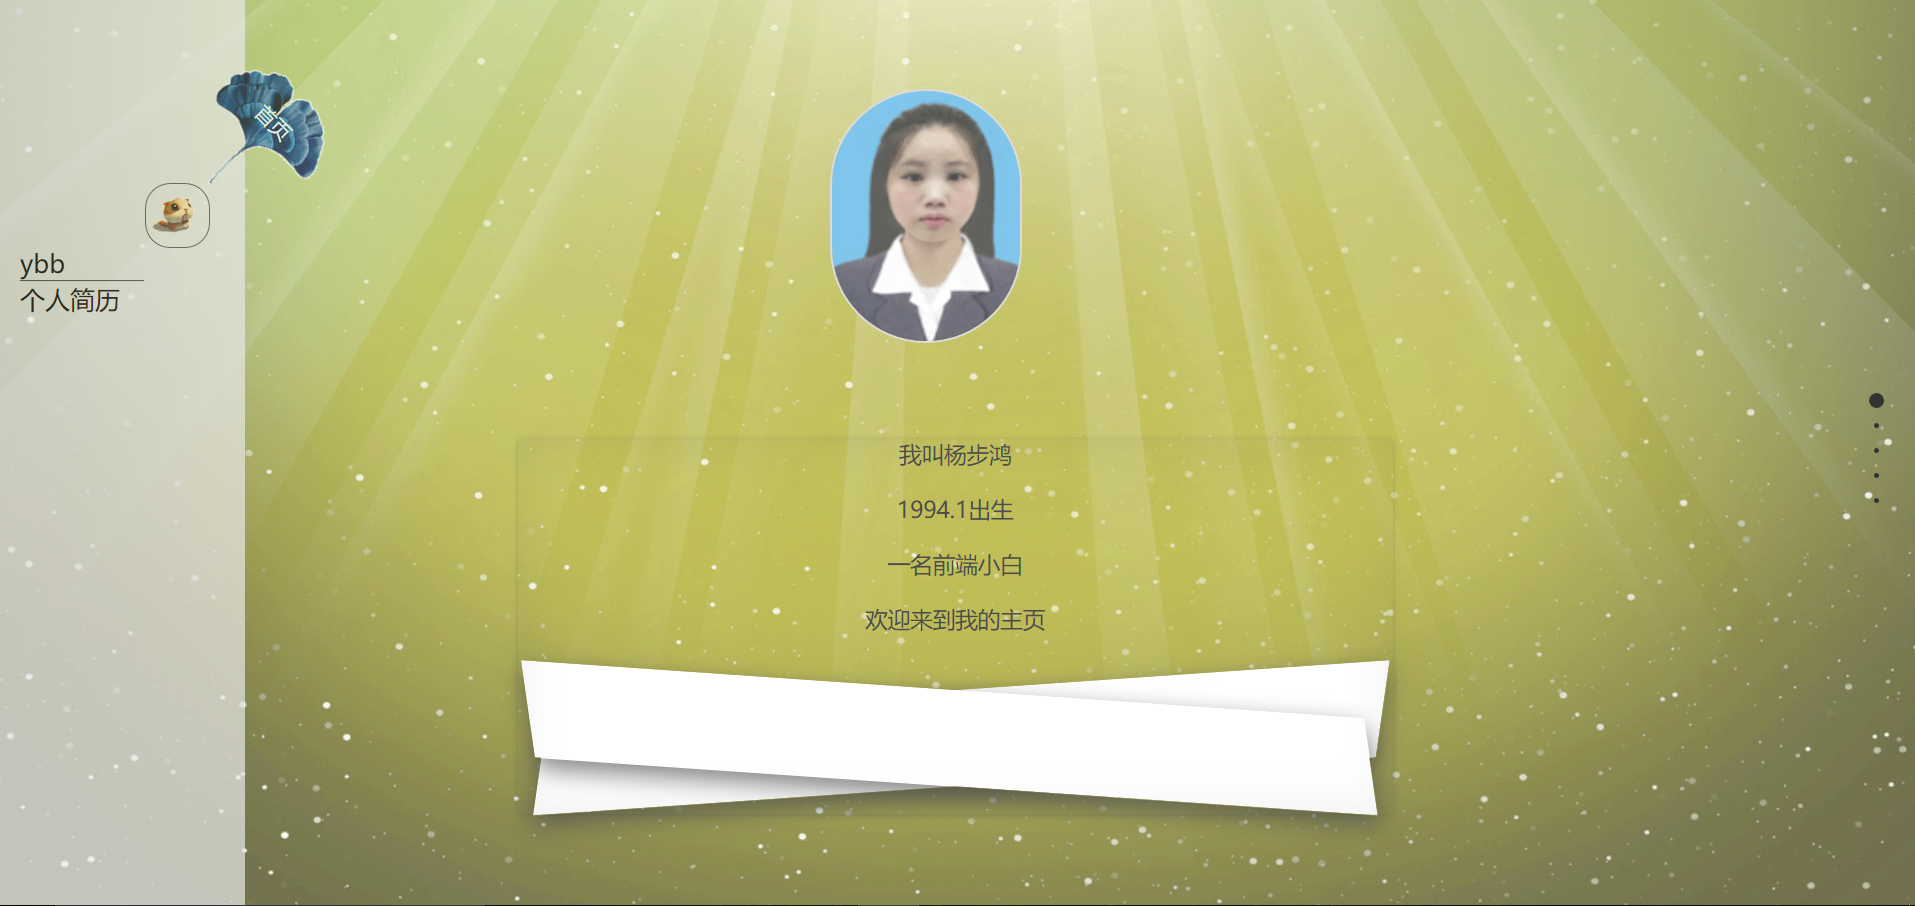 首页
ybb
个人简历
我叫杨步鸿
1994.1出生
一名前端小白
欢迎来到我的主页